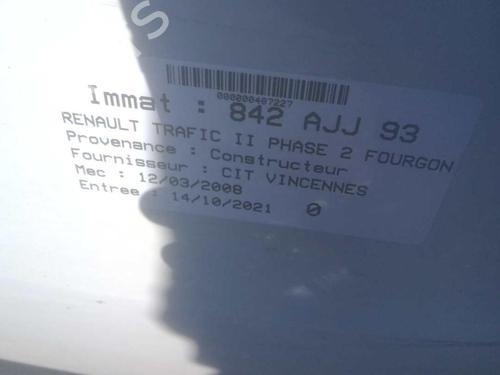 000000487227
Immat : 842 AJJ 93
RENAULT TRAFIC II PHASE 2 FOURGON
Provenance : Constructeur
Fournisseur : CIT VINCENNES
Mec : 12/03/2008
Entree : 14/10/2021 0